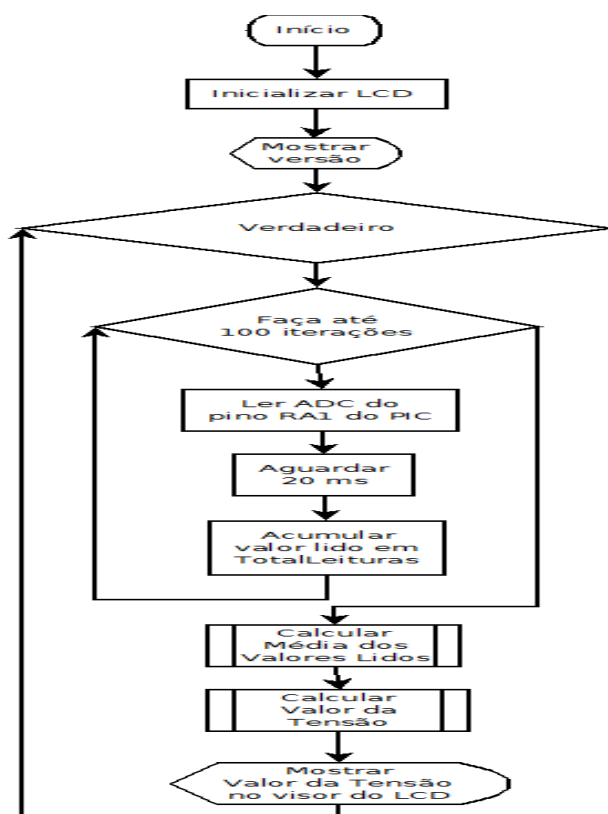 Início
Inicializar LCD
Mostrar
versão
Verdadeiro
Faça até
100 iterações
Ler ADC do
pino RA1 do PIC
Aguardar
20 ms
Acumular
valor lido em
TotalLeituras
Calcular
Média dos
Valores Lidos
Calcular
Valor da
Tensão
Mostrar
Valor da Tensão
no visor do LCD